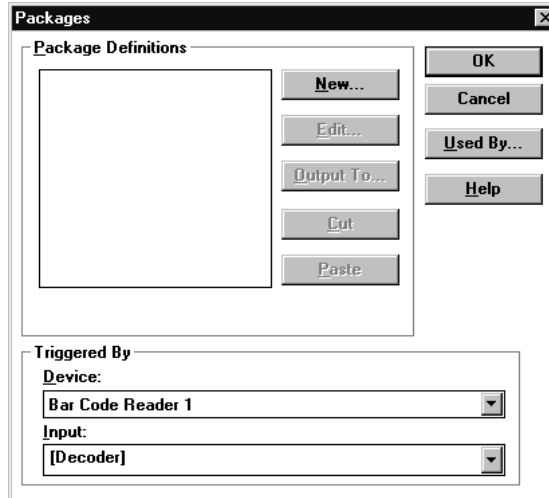 Packages
Package Definitions
New...
Edit...
Output To...
Cut
Paste
OK
Cancel
Used By...
Help
Triggered By
Device:
Bar Code Reader 1
Input:
[Decoder]